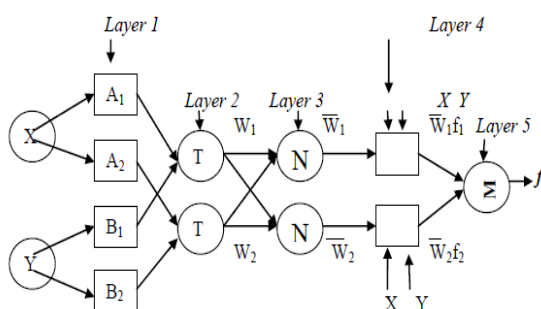 Layer 1
Layer 4
Layer 2
Layer 3
X Y
A₁
W₁
W̅₁
W̅₁f₁
Layer 5
X
A₂
T
N
M
f
B₁
Y
T
N
B₂
W₂
W̅₂
W̅₂f₂
X Y